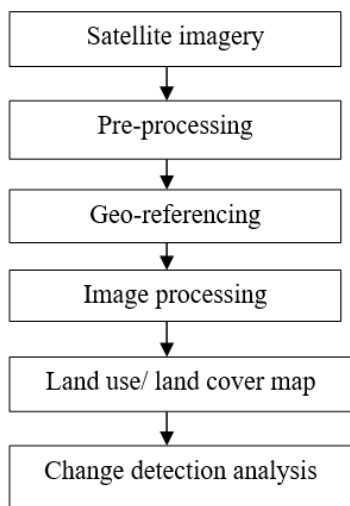 Satellite imagery
Pre-processing
Geo-referencing
Image processing
Land use/ land cover map
Change detection analysis